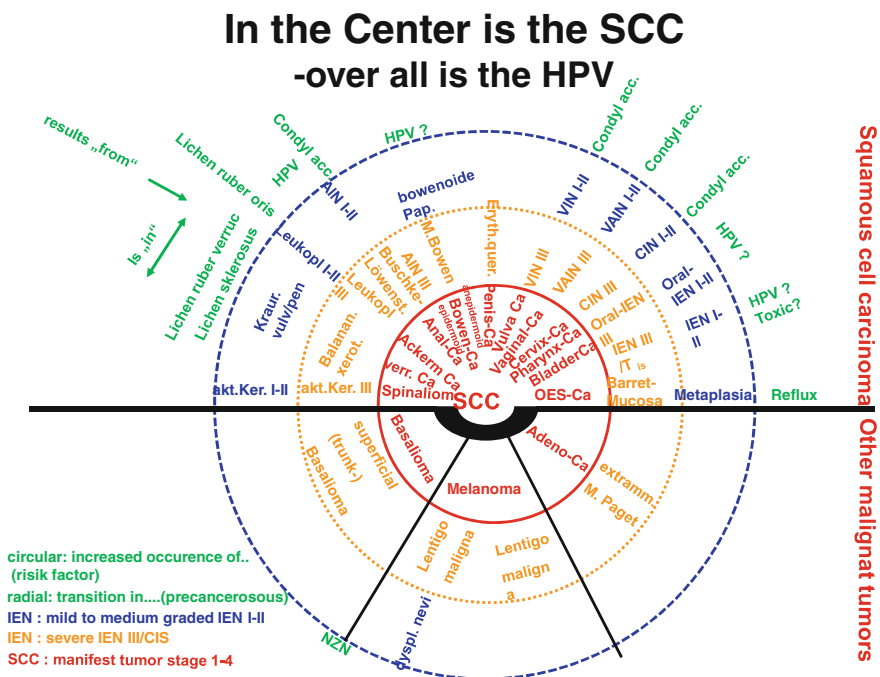 In the Center is the SCC
-over all is the HPV
results „from“
Is „in“
Lichen ruber oris
Lichen ruber verruc
Lichen sklerosus
HPV
Condyl acc.
HPV ?
Condyl acc.
Condyl acc.
Condyl acc.
HPV ?
HPV ?
Toxic?
Reflux
akt.Ker. I-II
Kraur.
vulv/pen
Leukopl I-II
AIN I-II
bowenoide
Pap.
VIN I-II
VAIN I-II
CIN I-II
Oral-
IEN I-II
IEN I-
II
Metaplasia
akt.Ker. III
Balanan.
xerot.
Leukopl
III
Buschke-
Löwenst.
AIN III
M.Bowen
Eryth.quer.
VIN III
VAIN III
CIN III
Oral-IEN
III
IEN III
/T is
Barret-
Mucosa
Spinaliom
verr. Ca
Ackerm Ca
Anal-Ca
epidermoid
Bowen-Ca
anepidermoid
Penis-Ca
Vulva Ca
Vaginal-Ca
Cervix-Ca
Pharynx-Ca
BladderCa
OES-Ca
SCC
Squamous cell carcinoma
Other malignat tumors
Basalioma
superficial
(trunk-)
Basalioma
Melanoma
Adeno-Ca
extramm.
M. Paget
Lentigo
maligna
Lentigo
malign
a
dyspl. nevi
NZN
circular: increased occurence of..
(risik factor)
radial: transition in....(precancerosous)
IEN : mild to medium graded IEN I-II
IEN : severe IEN III/CIS
SCC : manifest tumor stage 1-4